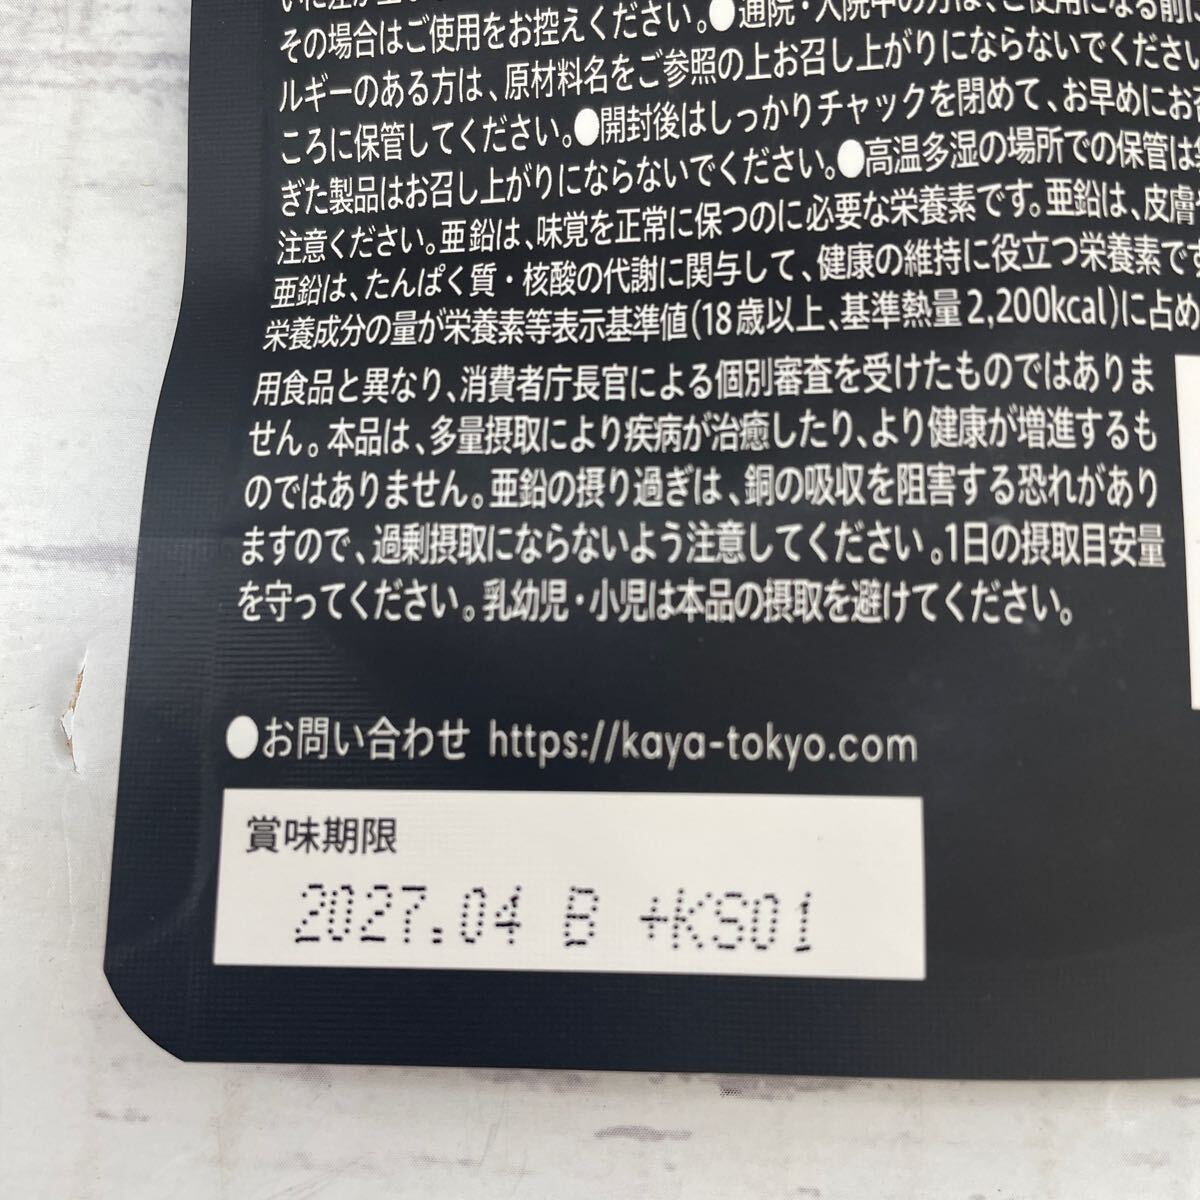 その場合はご使用をお控えください。●通院・入院中の方は、ご使用になる前に
ルギーのある方は、原材料名をご参照の上お召し上がりにならないでください
ころに保管してください。●開封後はしっかりチャックを閉めて、お早めにお
ぎた製品はお召し上がりにならないでください。●高温多湿の場所での保管は
注意ください。亜鉛は、味覚を正常に保つのに必要な栄養素です。亜鉛は、皮膚
亜鉛は、たんぱく質・核酸の代謝に関与して、健康の維持に役立つ栄養素です
栄養成分の量が栄養素等表示基準値(18歳以上、基準熱量2,200kcal)に占め
用食品と異なり、消費者庁長官による個別審査を受けたものではありま
せん。本品は、多量摂取により疾病が治癒したり、より健康が増進するも
のではありません。亜鉛の摂り過ぎは、銅の吸収を阻害する恐れがあり
ますので、過剰摂取にならないよう注意してください。1日の摂取目安量
を守ってください。乳幼児・小児は本品の摂取を避けてください。
●お問い合わせ https://kaya-tokyo.com
賞味期限
2027.04 B +KS01